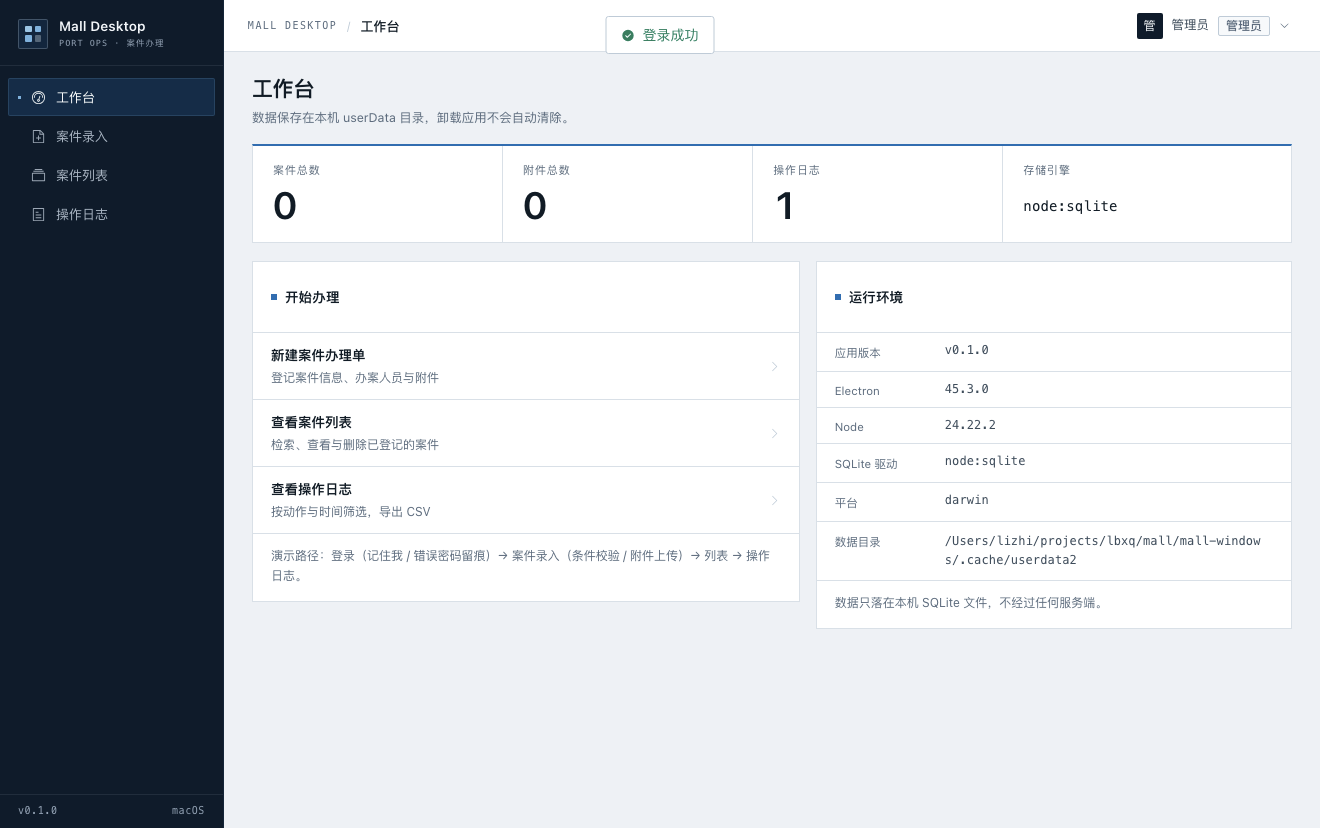 Mall Desktop
PORT OPS · 案件办理
工作台
案件录入
案件列表
操作日志
v0.1.0
macOS
MALL DESKTOP / 工作台
登录成功
管
管理员
管理员
工作台
数据保存在本机 userData 目录，卸载应用不会自动清除。
案件总数
0
附件总数
0
操作日志
1
存储引擎
node:sqlite
开始办理
新建案件办理单
登记案件信息、办案人员与附件
查看案件列表
检索、查看与删除已登记的案件
查看操作日志
按动作与时间筛选，导出 CSV
演示路径：登录（记住我 / 错误密码留痕）→ 案件录入（条件校验 / 附件上传）→ 列表 → 操作
日志。
运行环境
应用版本 v0.1.0
Electron 45.3.0
Node 24.22.2
SQLite 驱动 node:sqlite
平台 darwin
数据目录 /Users/lizhi/projects/lbxq/mall/mall-window
s/.cache/userdata2
数据只落在本机 SQLite 文件，不经过任何服务端。